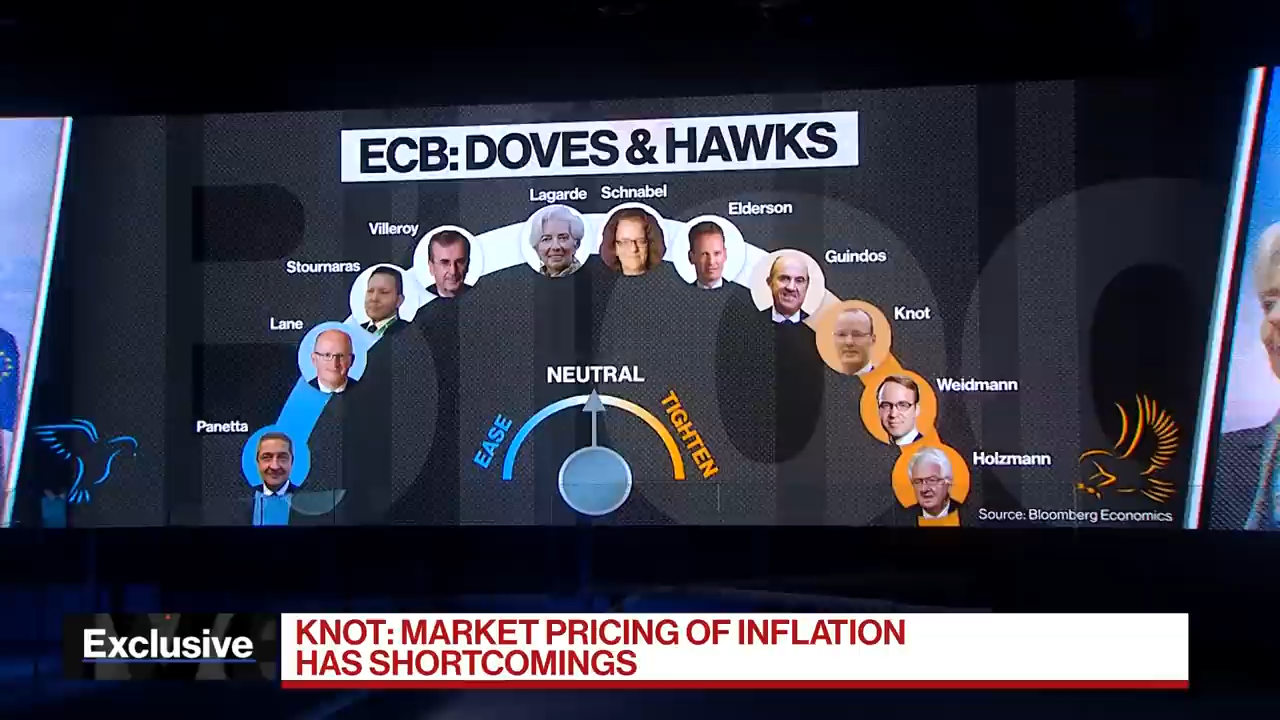 ECB: DOVES & HAWKS
Lagarde
Schnabel
Villeroy
Elderson
Stournaras
Guindos
Lane
Knot
Panetta
Weidmann
Holzmann
NEUTRAL
EASE
TIGHTEN
Source: Bloomberg Economics
Exclusive
KNOT: MARKET PRICING OF INFLATION
HAS SHORTCOMINGS